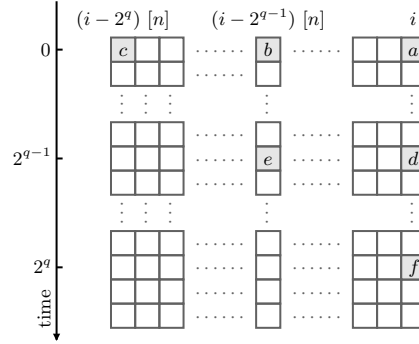 (i − 2^q) [n] (i − 2^{q−1}) [n] i
0 c b a
2^{q−1} e d
2^q f
time